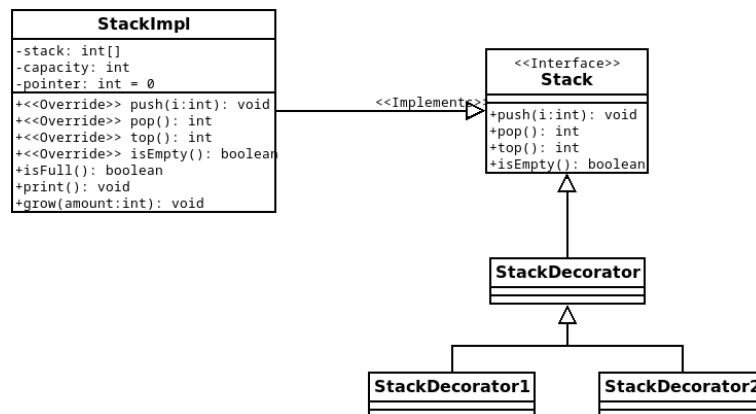 StackImpl
-stack: int[]
-capacity: int
-pointer: int = 0
+<<Override>> push(i:int): void
+<<Override>> pop(): int
+<<Override>> top(): int
+<<Override>> isEmpty(): boolean
+isFull(): boolean
+print(): void
+grow(amount:int): void
<<Implements>>
<<Interface>>
Stack
+push(i:int): void
+pop(): int
+top(): int
+isEmpty(): boolean
StackDecorator
StackDecorator1
StackDecorator2